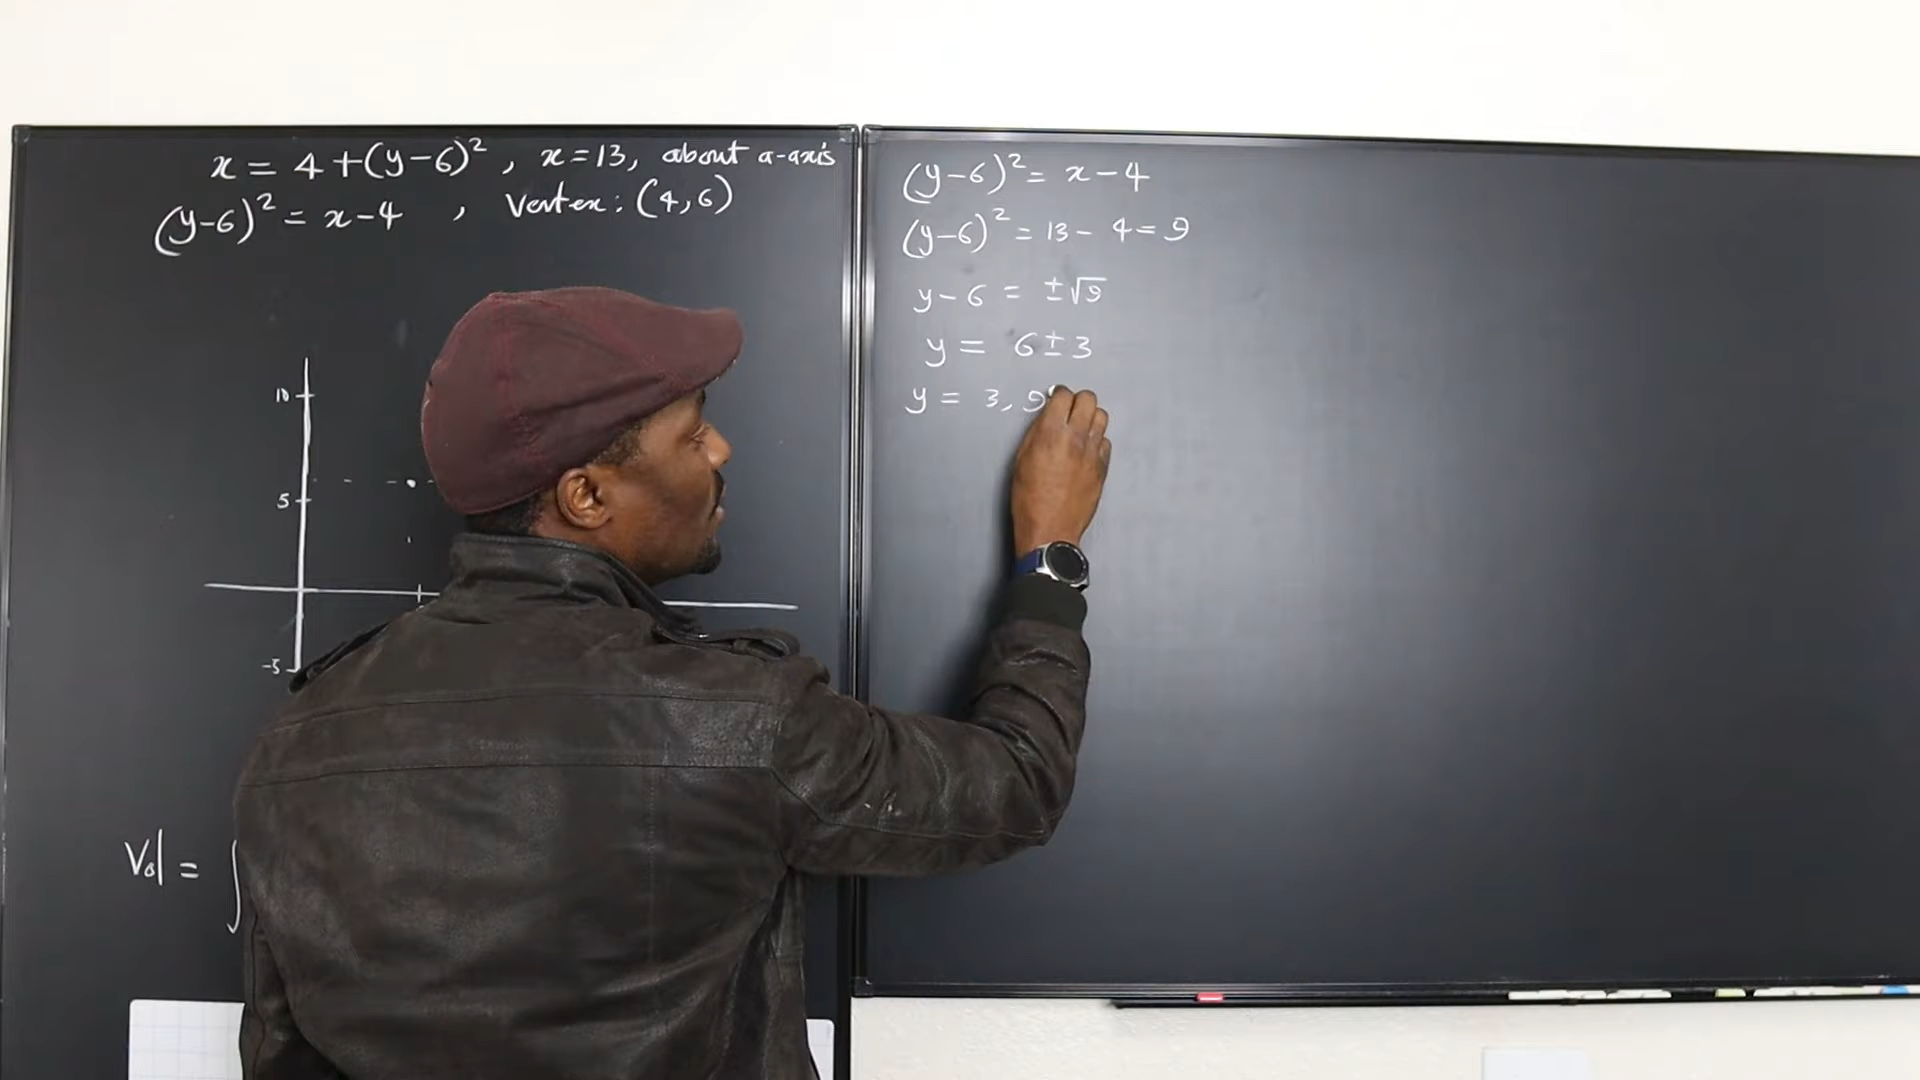 x = 4 + (y-6)², x = 13, about x-axis
(y-6)² = x-4 , Vertex: (4,6)
10
5
-5
Vol = ∫
(y-6)² = x-4
(y-6)² = 13 - 4 = 9
y-6 = ±√9
y = 6 ± 3
y = 3, 9